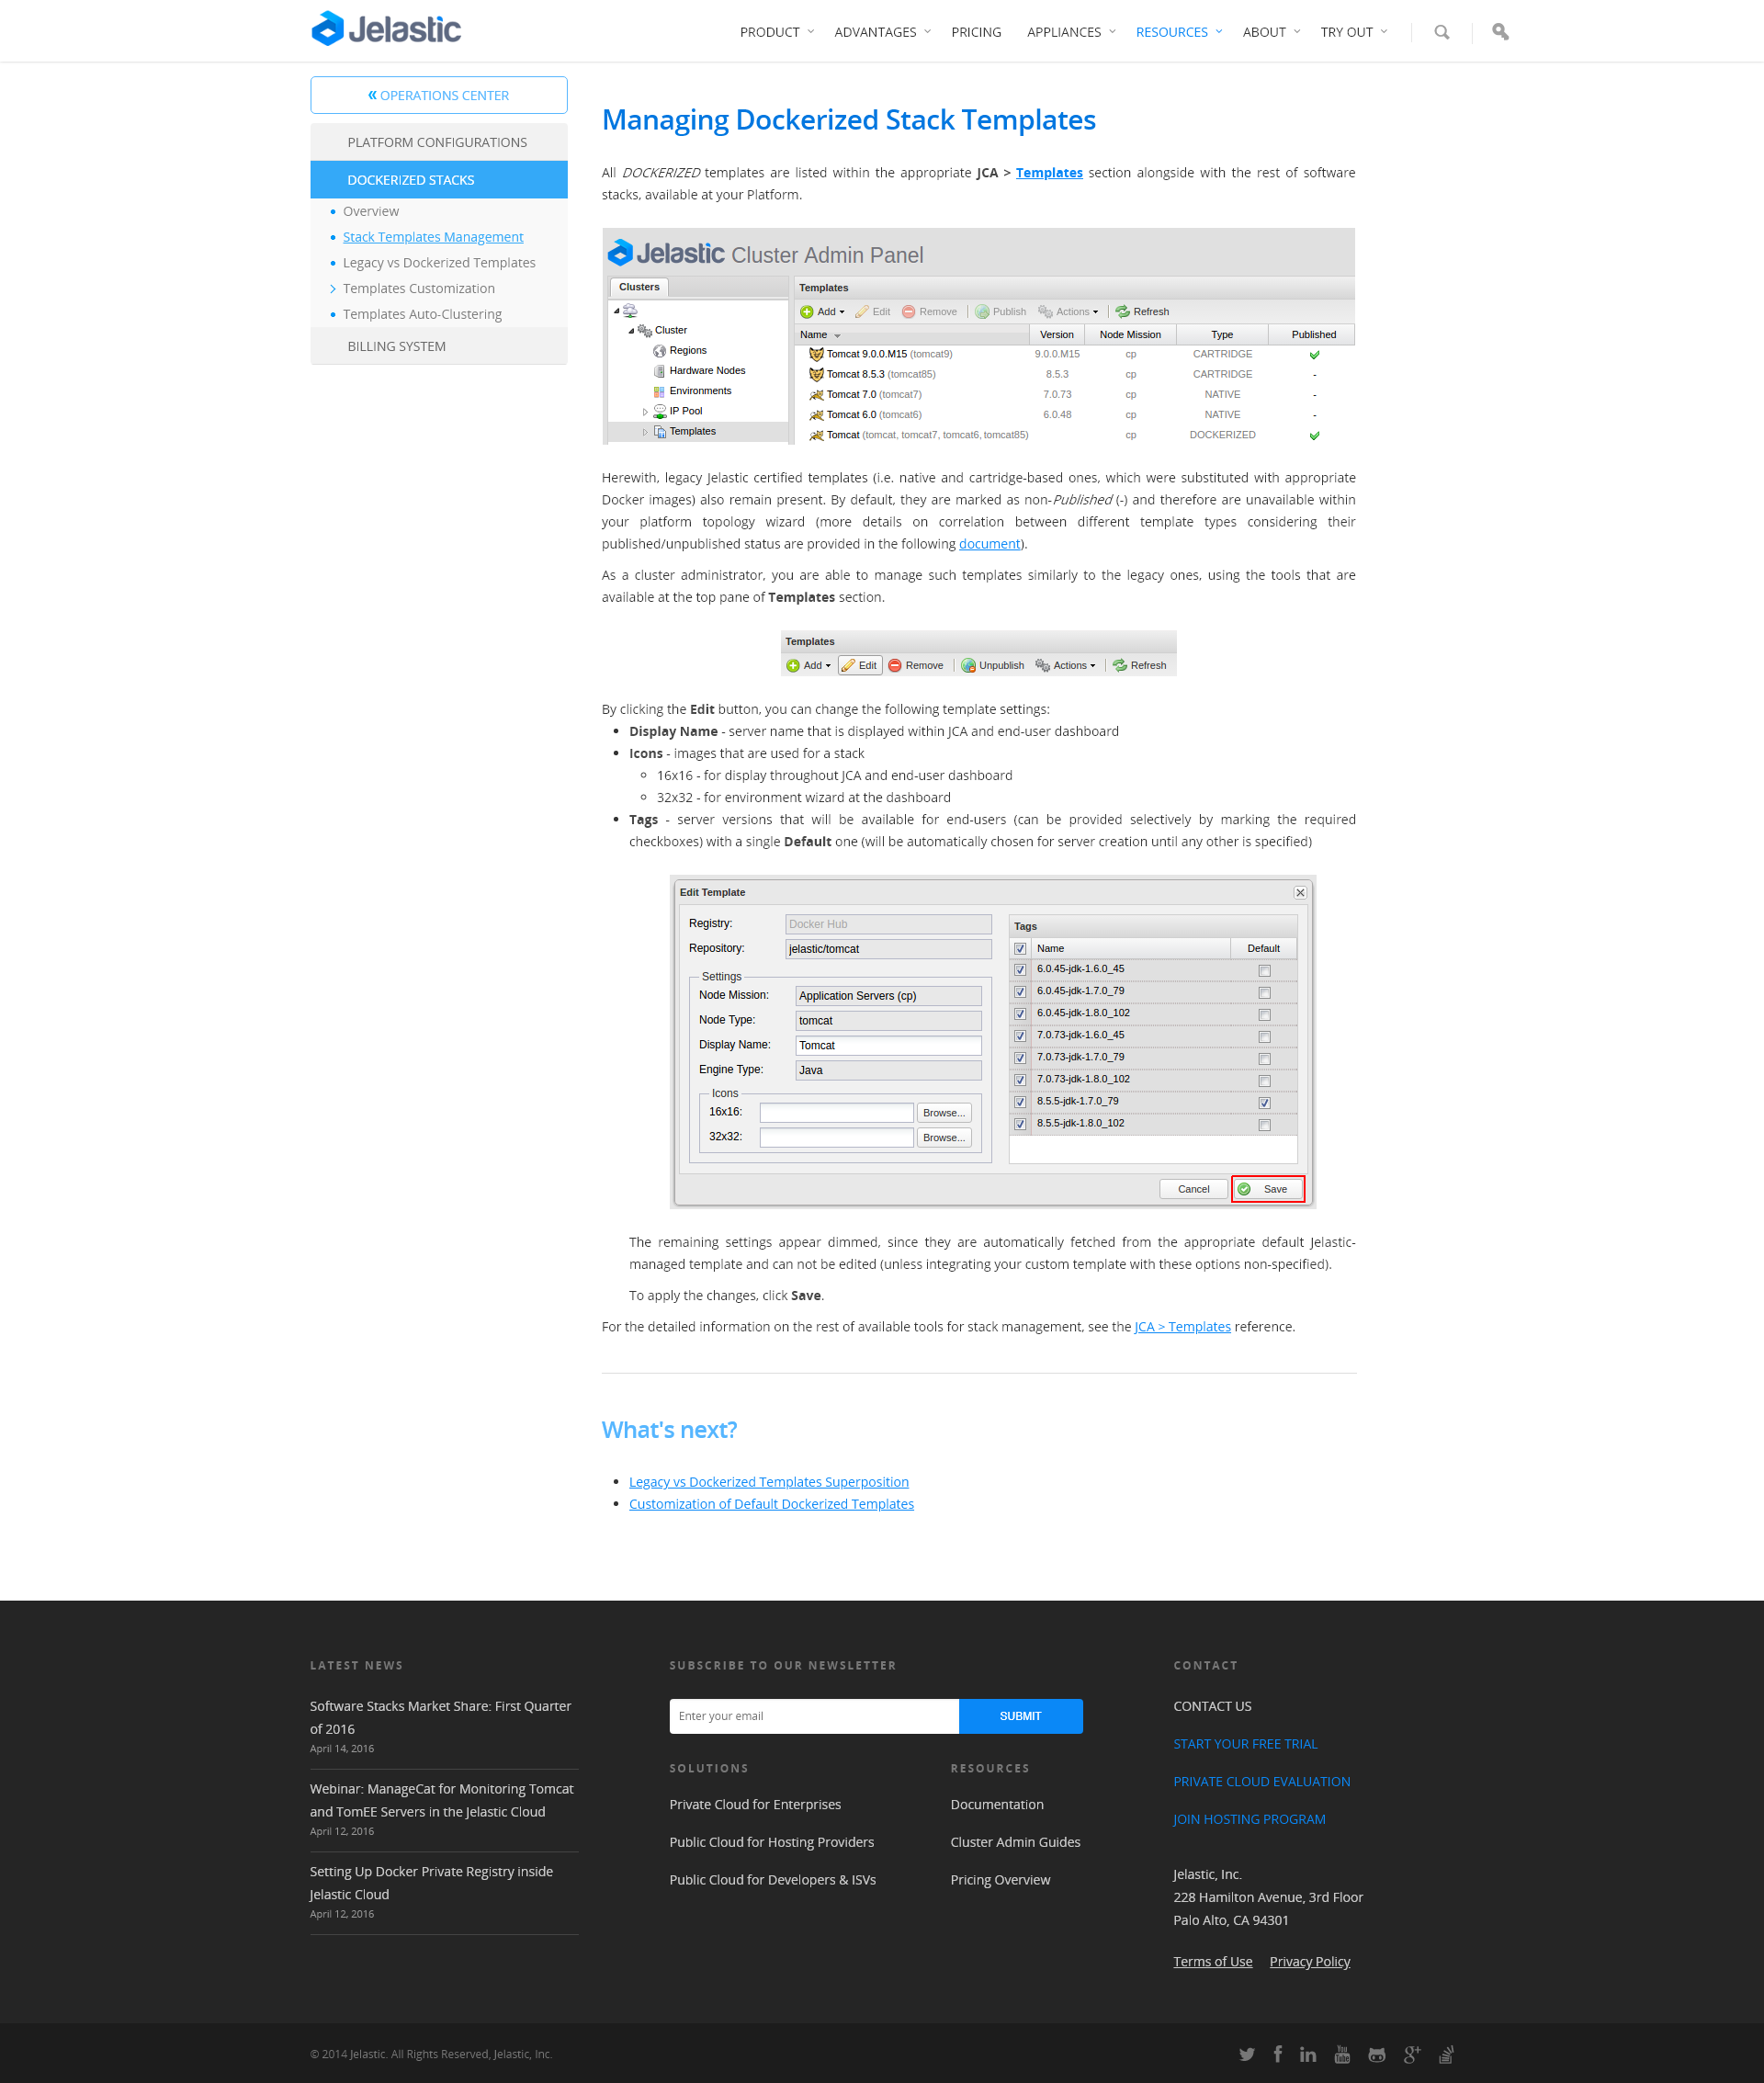 Jelastic
PRODUCT ADVANTAGES PRICING APPLIANCES RESOURCES ABOUT TRY OUT
« OPERATIONS CENTER
PLATFORM CONFIGURATIONS
DOCKERIZED STACKS
Overview
Stack Templates Management
Legacy vs Dockerized Templates
Templates Customization
Templates Auto-Clustering
BILLING SYSTEM
Managing Dockerized Stack Templates
All DOCKERIZED templates are listed within the appropriate JCA > Templates section alongside with the rest of software
stacks, available at your Platform.
Jelastic Cluster Admin Panel
Clusters
Cluster
Regions
Hardware Nodes
Environments
IP Pool
Templates
Templates
Add Edit Remove Publish Actions Refresh
Name Version Node Mission Type Published
Tomcat 9.0.0.M15 (tomcat9) 9.0.0.M15 cp CARTRIDGE
Tomcat 8.5.3 (tomcat85) 8.5.3 cp CARTRIDGE -
Tomcat 7.0 (tomcat7) 7.0.73 cp NATIVE -
Tomcat 6.0 (tomcat6) 6.0.48 cp NATIVE -
Tomcat (tomcat, tomcat7, tomcat6, tomcat85) cp DOCKERIZED
Herewith, legacy Jelastic certified templates (i.e. native and cartridge-based ones, which were substituted with appropriate
Docker images) also remain present. By default, they are marked as non-Published (-) and therefore are unavailable within
your platform topology wizard (more details on correlation between different template types considering their
published/unpublished status are provided in the following document).
As a cluster administrator, you are able to manage such templates similarly to the legacy ones, using the tools that are
available at the top pane of Templates section.
Templates
Add Edit Remove Unpublish Actions Refresh
By clicking the Edit button, you can change the following template settings:
Display Name - server name that is displayed within JCA and end-user dashboard
Icons - images that are used for a stack
16x16 - for display throughout JCA and end-user dashboard
32x32 - for environment wizard at the dashboard
Tags - server versions that will be available for end-users (can be provided selectively by marking the required
checkboxes) with a single Default one (will be automatically chosen for server creation until any other is specified)
Edit Template
Registry: Docker Hub
Repository: jelastic/tomcat
Settings
Node Mission: Application Servers (cp)
Node Type: tomcat
Display Name: Tomcat
Engine Type: Java
Icons
16x16: Browse...
32x32: Browse...
Tags
Name Default
6.0.45-jdk-1.6.0_45
6.0.45-jdk-1.7.0_79
6.0.45-jdk-1.8.0_102
7.0.73-jdk-1.6.0_45
7.0.73-jdk-1.7.0_79
7.0.73-jdk-1.8.0_102
8.5.5-jdk-1.7.0_79
8.5.5-jdk-1.8.0_102
Cancel Save
The remaining settings appear dimmed, since they are automatically fetched from the appropriate default Jelastic-
managed template and can not be edited (unless integrating your custom template with these options non-specified).
To apply the changes, click Save.
For the detailed information on the rest of available tools for stack management, see the JCA > Templates reference.
What's next?
Legacy vs Dockerized Templates Superposition
Customization of Default Dockerized Templates
LATEST NEWS
Software Stacks Market Share: First Quarter
of 2016
April 14, 2016
Webinar: ManageCat for Monitoring Tomcat
and TomEE Servers in the Jelastic Cloud
April 12, 2016
Setting Up Docker Private Registry inside
Jelastic Cloud
April 12, 2016
SUBSCRIBE TO OUR NEWSLETTER
Enter your email SUBMIT
SOLUTIONS
Private Cloud for Enterprises
Public Cloud for Hosting Providers
Public Cloud for Developers & ISVs
RESOURCES
Documentation
Cluster Admin Guides
Pricing Overview
CONTACT
CONTACT US
START YOUR FREE TRIAL
PRIVATE CLOUD EVALUATION
JOIN HOSTING PROGRAM
Jelastic, Inc.
228 Hamilton Avenue, 3rd Floor
Palo Alto, CA 94301
Terms of Use Privacy Policy
© 2014 Jelastic. All Rights Reserved, Jelastic, Inc.